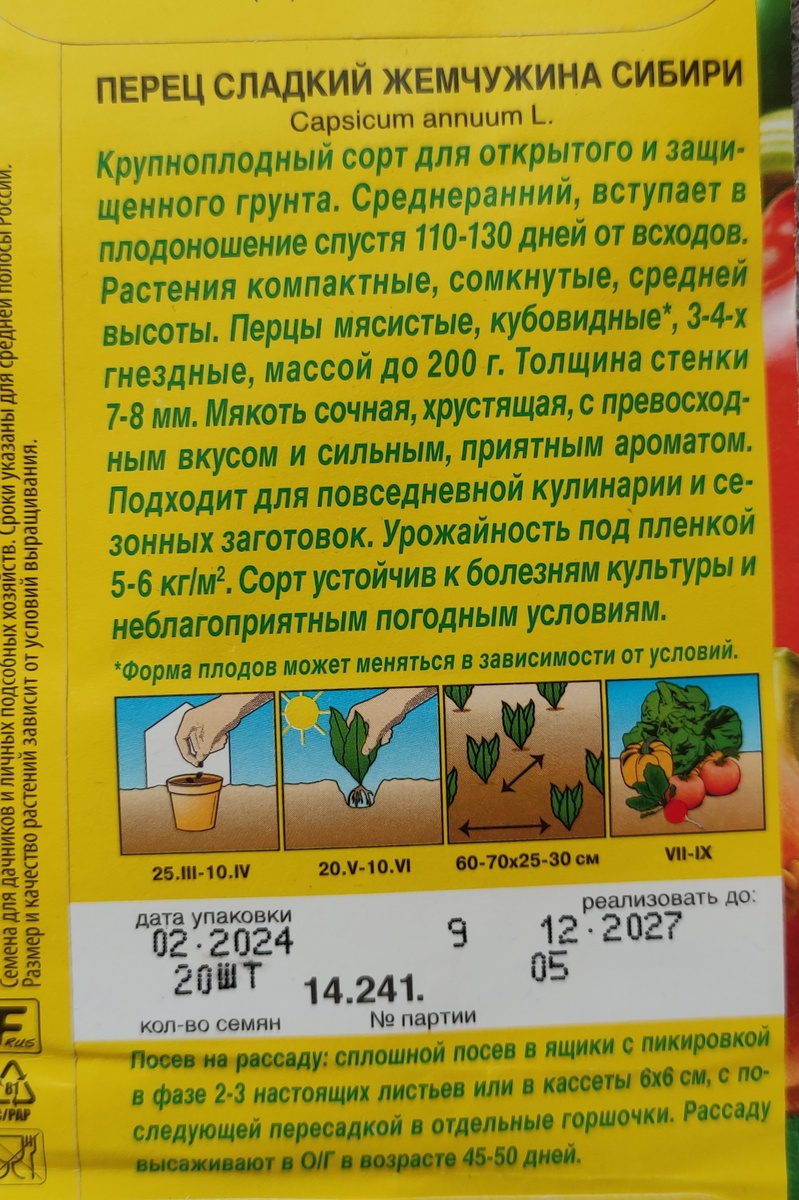 ПЕРЕЦ СЛАДКИЙ ЖЕМЧУЖИНА СИБИРИ
Capsicum annuum L.
Крупноплодный сорт для открытого и защи-
щенного грунта. Среднеранний, вступает в
плодоношение спустя 110-130 дней от всходов.
Растения компактные, сомкнутые, средней
высоты. Перцы мясистые, кубовидные*, 3-4-х
гнездные, массой до 200 г. Толщина стенки
7-8 мм. Мякоть сочная, хрустящая, с превосход-
ным вкусом и сильным, приятным ароматом.
Подходит для повседневной кулинарии и се-
зонных заготовок. Урожайность под пленкой
5-6 кг/м². Сорт устойчив к болезням культуры и
неблагоприятным погодным условиям.
*Форма плодов может меняться в зависимости от условий.
25.III-10.IV
20.V-10.VI
60-70х25-30 см
VII-IX
дата упаковки
реализовать до:
02.2024 9 12.2027
20ШТ 14.241. 05
кол-во семян
№ партии
Посев на рассаду: сплошной посев в ящики с пикировкой
в фазе 2-3 настоящих листьев или в кассеты 6х6 см, с по-
следующей пересадкой в отдельные горшочки. Рассаду
высаживают в О/Г в возрасте 45-50 дней.
Семена для дачников и личных подсобных хозяйств. Сроки указаны для средней полосы России.
Размер и качество растений зависит от условий выращивания.
F
RUS
81
C/PAP